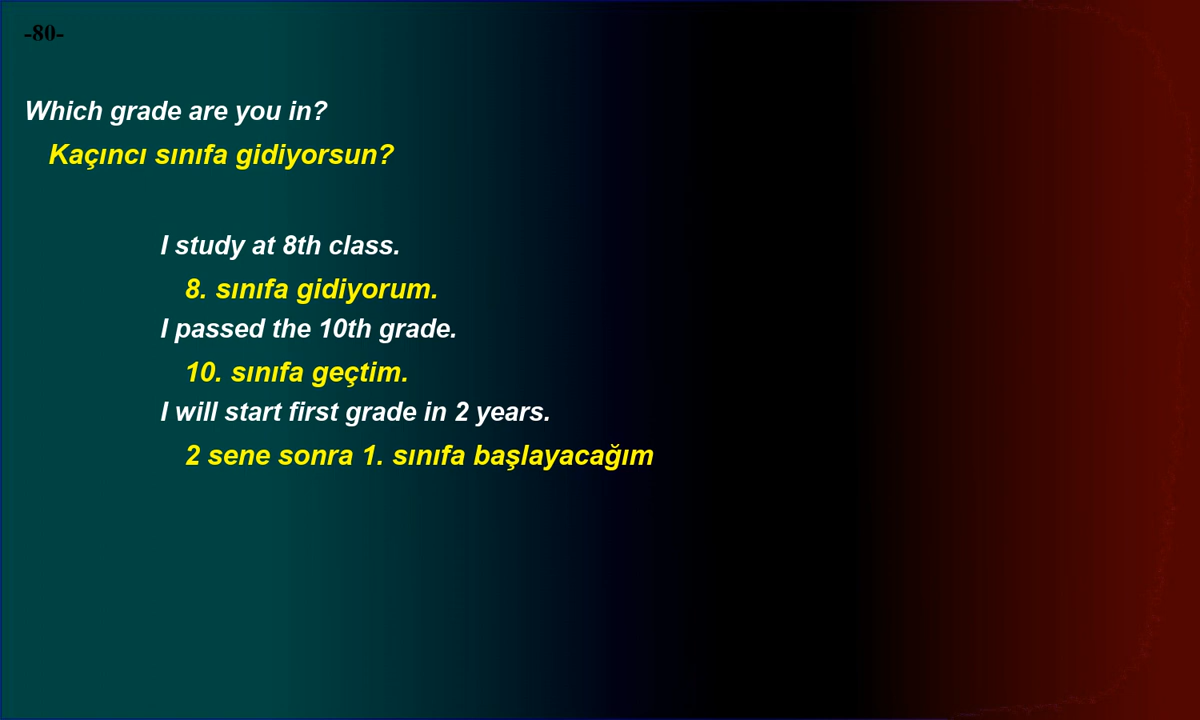 -80-
Which grade are you in?
Kaçıncı sınıfa gidiyorsun?
I study at 8th class.
8. sınıfa gidiyorum.
I passed the 10th grade.
10. sınıfa geçtim.
I will start first grade in 2 years.
2 sene sonra 1. sınıfa başlayacağım